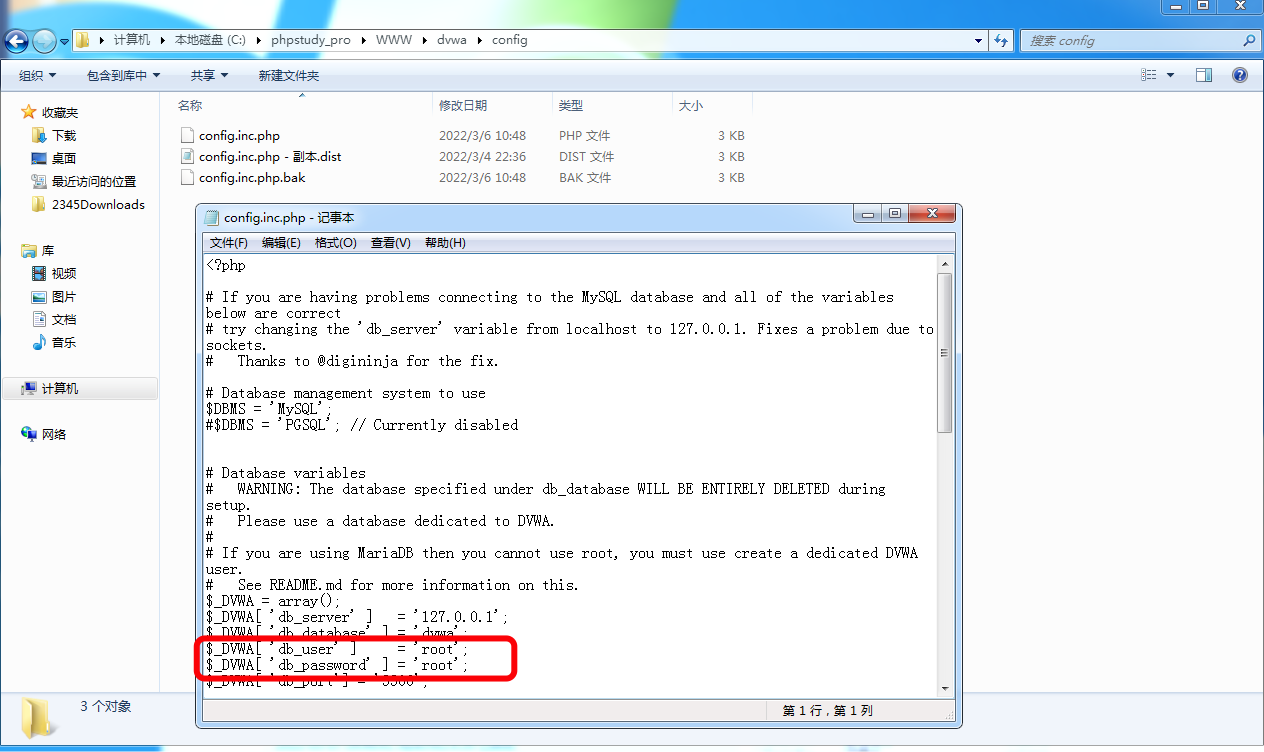 计算机 本地磁盘 (C:) phpstudy_pro WWW dvwa config
搜索 config
组织 包含到库中 共享 新建文件夹
名称 修改日期 类型 大小
收藏夹
下载
桌面
最近访问的位置
2345Downloads
库
视频
图片
文档
音乐
计算机
网络
config.inc.php 2022/3/6 10:48 PHP 文件 3 KB
config.inc.php - 副本.dist 2022/3/4 22:36 DIST 文件 3 KB
config.inc.php.bak 2022/3/6 10:48 BAK 文件 3 KB
config.inc.php - 记事本
文件(F) 编辑(E) 格式(O) 查看(V) 帮助(H)
<?php
# If you are having problems connecting to the MySQL database and all of the variables
below are correct
# try changing the 'db_server' variable from localhost to 127.0.0.1. Fixes a problem due to
sockets.
#   Thanks to @digininja for the fix.
# Database management system to use
$DBMS = 'MySQL';
#$DBMS = 'PGSQL'; // Currently disabled
# Database variables
#   WARNING: The database specified under db_database WILL BE ENTIRELY DELETED during
setup.
#   Please use a database dedicated to DVWA.
#
# If you are using MariaDB then you cannot use root, you must use create a dedicated DVWA
user.
#   See README.md for more information on this.
$_DVWA = array();
$_DVWA[ 'db_server' ]   = '127.0.0.1';
$_DVWA[ 'db_database' ] = 'dvwa';
$_DVWA[ 'db_user' ]     = 'root';
$_DVWA[ 'db_password' ] = 'root';
$_DVWA[ 'db_port'] = '3306';
第 1 行，第 1 列
3 个对象